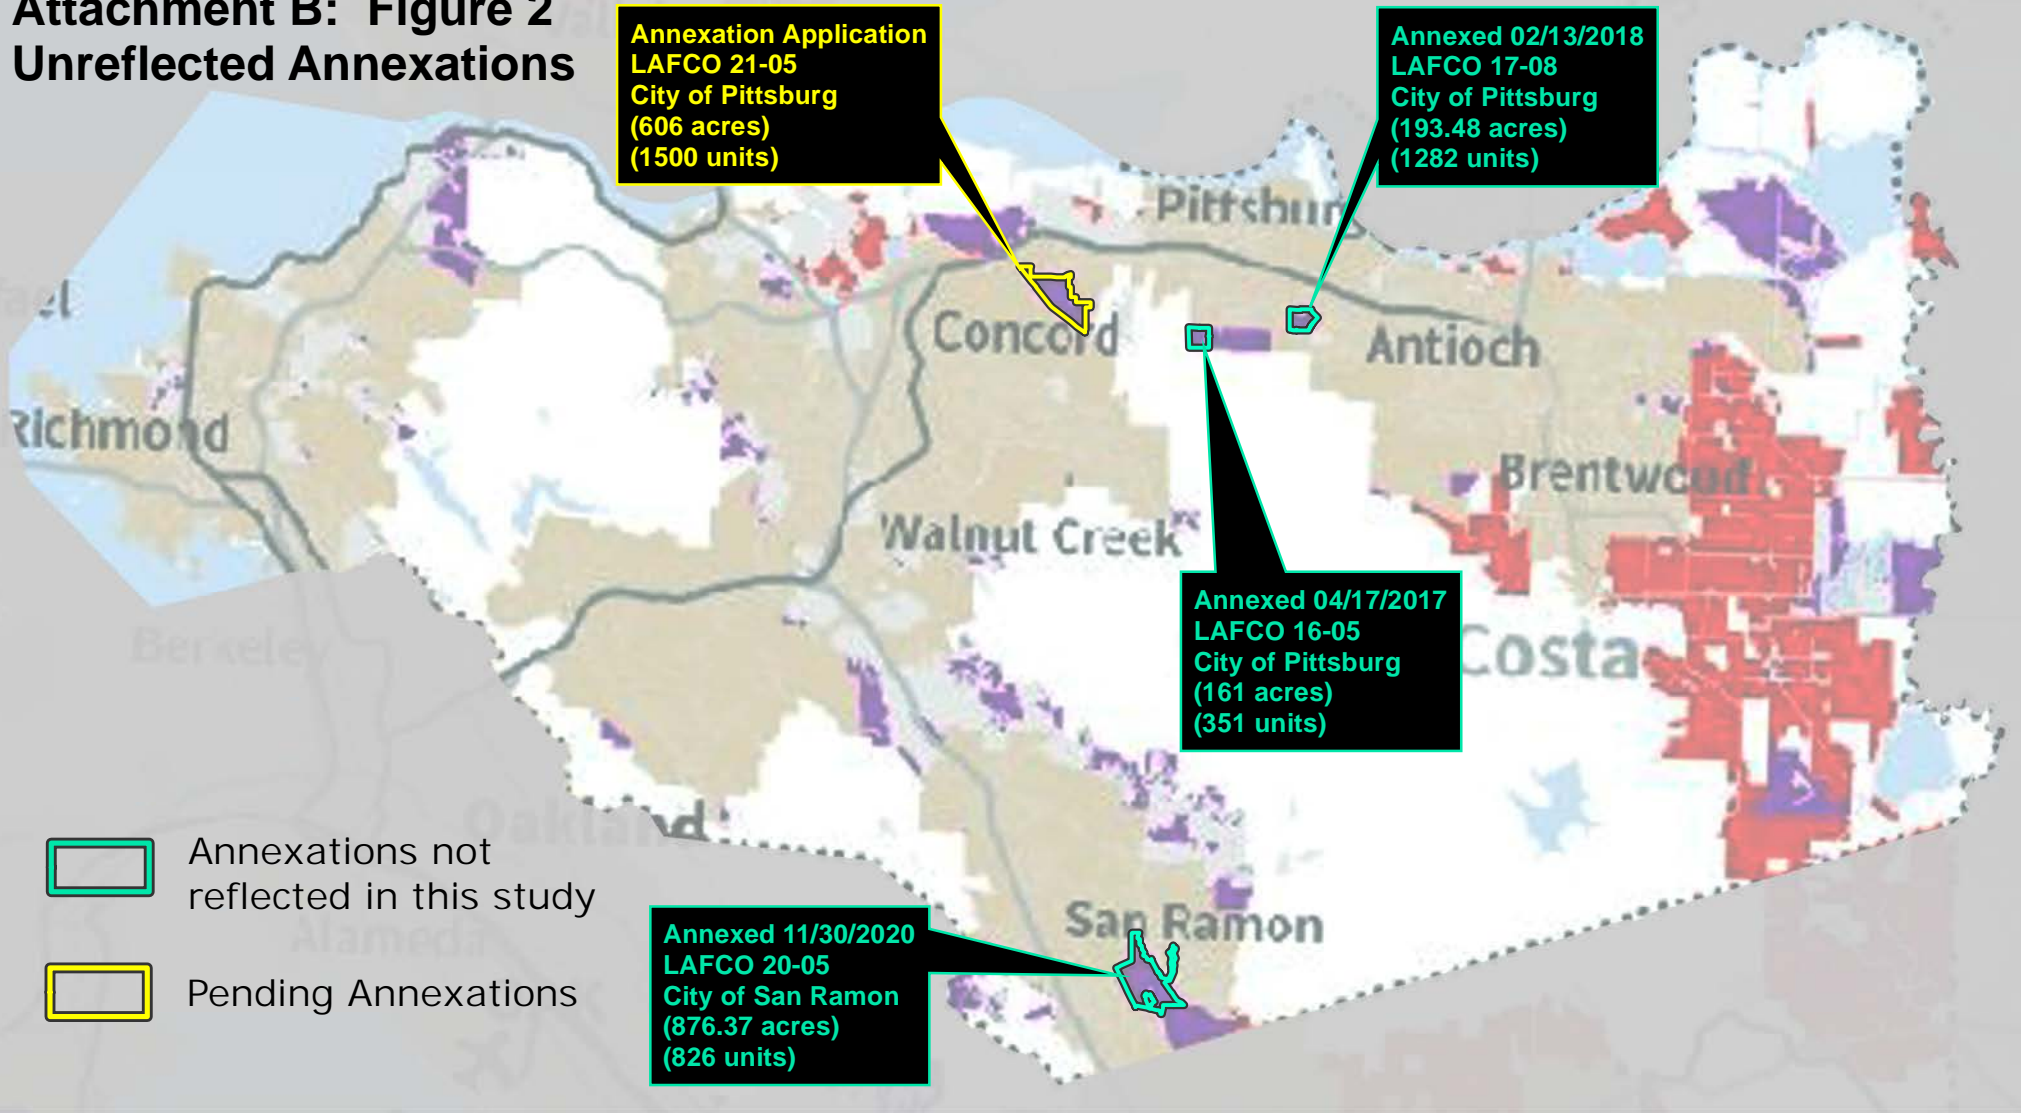 Attachment B: Figure 2
Unreflected Annexations
Annexation Application
LAFCO 21-05
City of Pittsburg
(606 acres)
(1500 units)
Annexed 02/13/2018
LAFCO 17-08
City of Pittsburg
(193.48 acres)
(1282 units)
Pittsbur
Concord
Antioch
Richmond
Brentwood
Walnut Creek
Annexed 04/17/2017
LAFCO 16-05
City of Pittsburg
(161 acres)
(351 units)
Costa
Berkeley
Oakland
Annexations not
reflected in this study
Alameda
Pending Annexations
San Ramon
Annexed 11/30/2020
LAFCO 20-05
City of San Ramon
(876.37 acres)
(826 units)